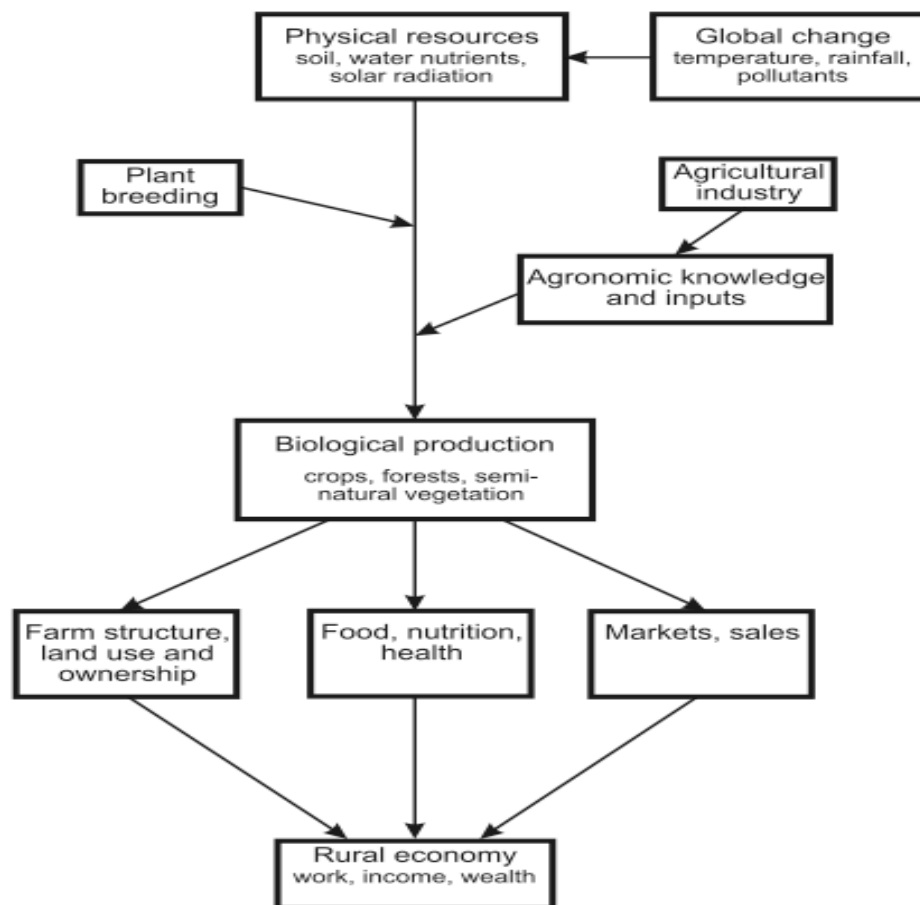 Physical resources
soil, water nutrients,
solar radiation
Global change
temperature, rainfall,
pollutants
Plant
breeding
Agricultural
industry
Agronomic knowledge
and inputs
Biological production
crops, forests, semi-
natural vegetation
Farm structure,
land use and
ownership
Food, nutrition,
health
Markets, sales
Rural economy
work, income, wealth